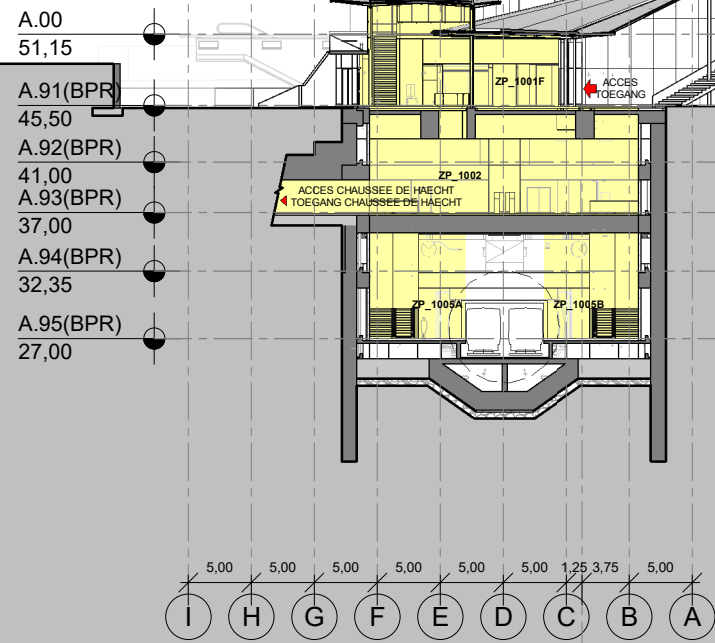 A.00
51,15
A.91(BPR)
45,50
A.92(BPR)
41,00
A.93(BPR)
37,00
A.94(BPR)
32,35
A.95(BPR)
27,00
ZP_1001F
ACCES
TOEGANG
ZP_1002
ACCES CHAUSSEE DE HAECHT
TOEGANG CHAUSSEE DE HAECHT
ZP_1005A
ZP_1005B
5,00 5,00 5,00 5,00 5,00 5,00 1,25 3,75 5,00
I H G F E D C B A